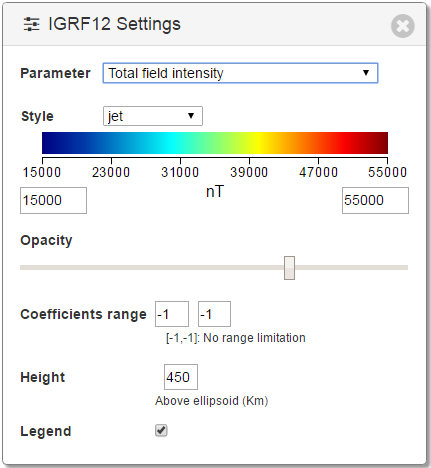 IGRF12 Settings
Parameter Total field intensity
Style jet
15000 23000 31000 39000 47000 55000
nT
15000 55000
Opacity
Coefficients range -1 -1
[-1,-1]: No range limitation
Height 450
Above ellipsoid (Km)
Legend